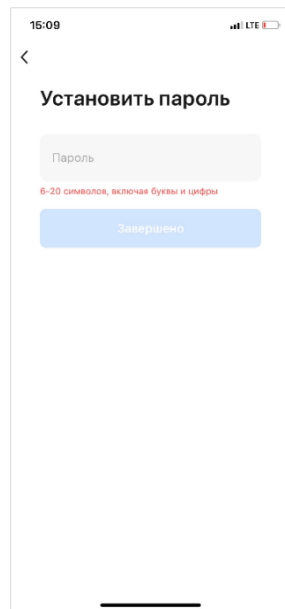 15:09
LTE
Установить пароль
Пароль
6-20 символов, включая буквы и цифры
Завершено